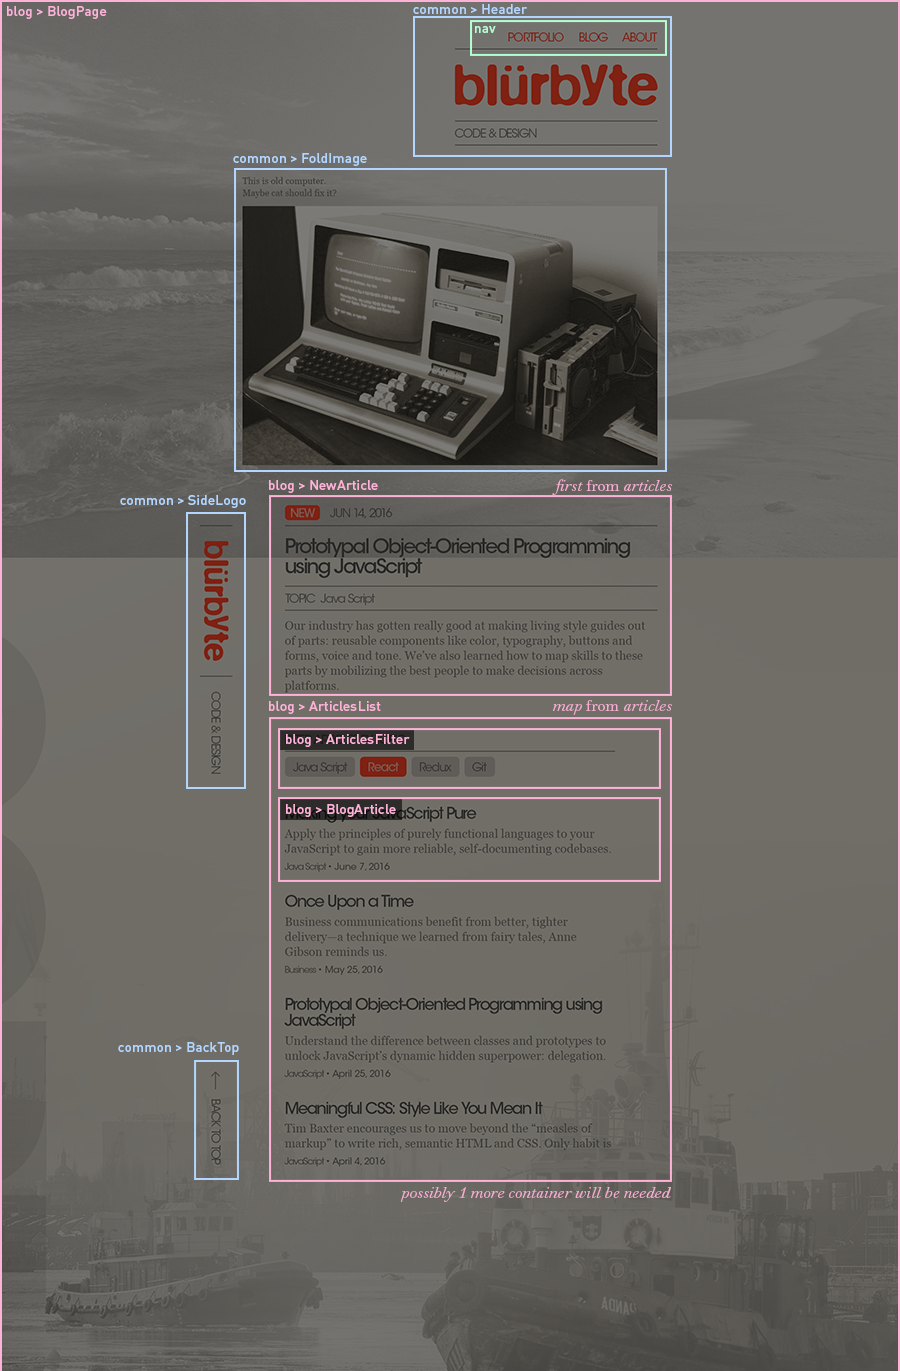 blog > BlogPage
common > Header
nav
PORTFOLIO BLOG ABOUT
blürbyte
CODE & DESIGN
common > FoldImage
This is old computer.
Maybe cat should fix it?
blog > NewArticle
first from articles
NEW JUN 14, 2016
Prototypal Object-Oriented Programming
using JavaScript
TOPIC Java Script
Our industry has gotten really good at making living style guides out
of parts: reusable components like color, typography, buttons and
forms, voice and tone. We've also learned how to map skills to these
parts by mobilizing the best people to make decisions across
platforms.
common > SideLogo
blürbyte
CODE & DESIGN
blog > ArticlesList
map from articles
blog > ArticlesFilter
Java Script React Redux Git
blog > BlogArticle
JavaScript Pure
Apply the principles of purely functional languages to your
JavaScript to gain more reliable, self-documenting codebases.
Java Script • June 7, 2016
Once Upon a Time
Business communications benefit from better, tighter
delivery—a technique we learned from fairy tales, Anne
Gibson reminds us.
Business • May 25, 2016
Prototypal Object-Oriented Programming using
JavaScript
Understand the difference between classes and prototypes to
unlock JavaScript's dynamic hidden superpower: delegation.
JavaScript • April 25, 2016
common > BackTop
← BACK TO TOP
Meaningful CSS: Style Like You Mean It
Tim Baxter encourages us to move beyond the “measles of
markup” to write rich, semantic HTML and CSS. Only habit is
JavaScript • April 4, 2016
possibly 1 more container will be needed